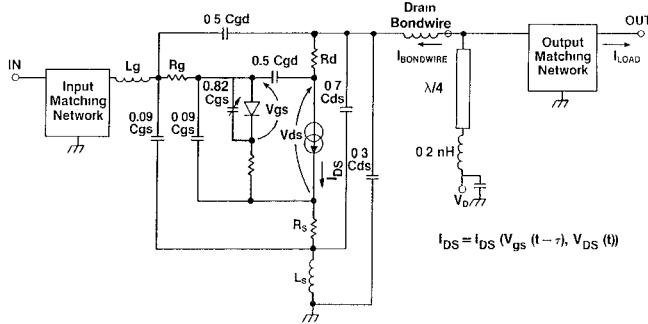 0 5 Cgd
Drain
Bondwire
OUT
IN
Lg
Rg
0.5 Cgd
Rd
I BONDWIRE
Output
Matching
Network
I LOAD
Input
Matching
Network
0.82
Cgs
Vgs
Vds
0 7
Cds
λ/4
0.09
Cgs
0 09
Cgs
IDS
0 3
Cds
0 2 nH
VD
RS
LS
IDS = IDS (Vgs (t – τ), VDS (t))